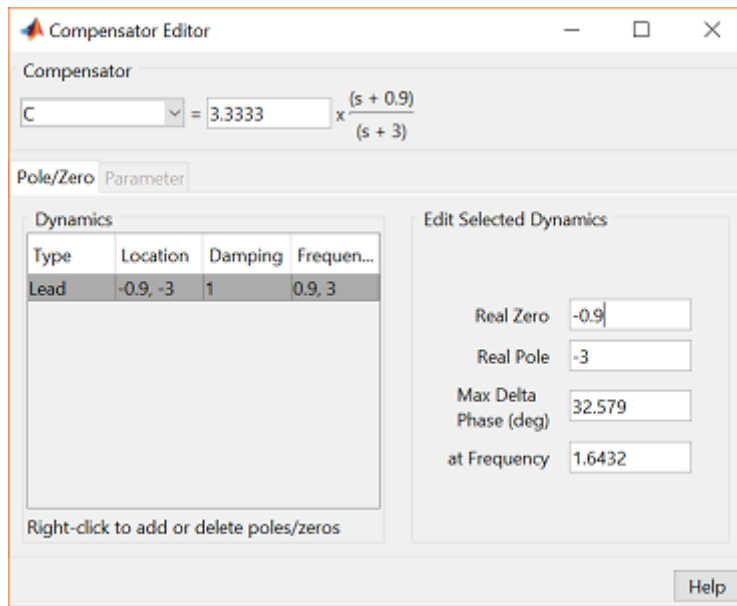 Compensator Editor
Compensator
C = 3.3333 x (s + 0.9)
(s + 3)
Pole/Zero Parameter
Dynamics
Type Location Damping Frequen...
Lead -0.9, -3 1 0.9, 3
Right-click to add or delete poles/zeros
Edit Selected Dynamics
Real Zero -0.9
Real Pole -3
Max Delta
Phase (deg) 32.579
at Frequency 1.6432
Help